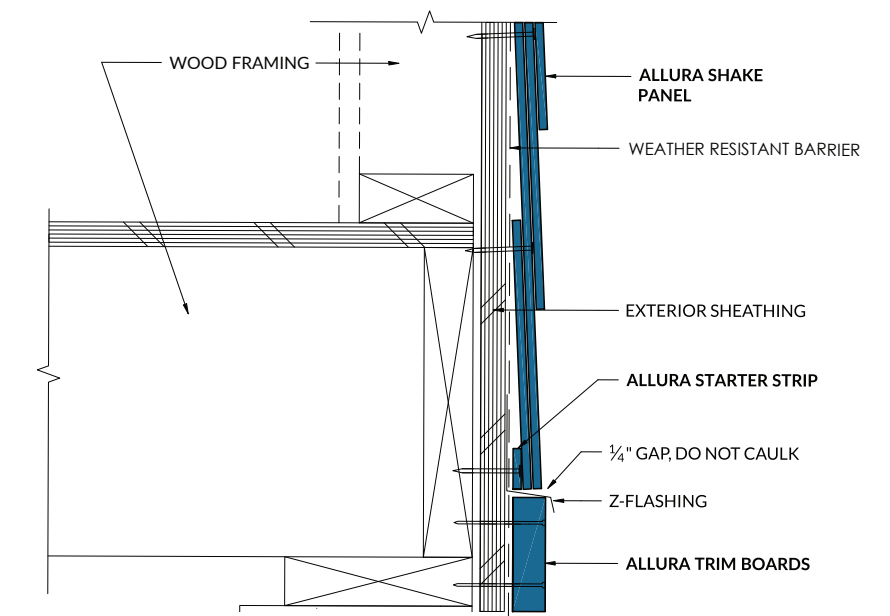 WOOD FRAMING
ALLURA SHAKE
PANEL
WEATHER RESISTANT BARRIER
EXTERIOR SHEATHING
ALLURA STARTER STRIP
¼" GAP, DO NOT CAULK
Z-FLASHING
ALLURA TRIM BOARDS